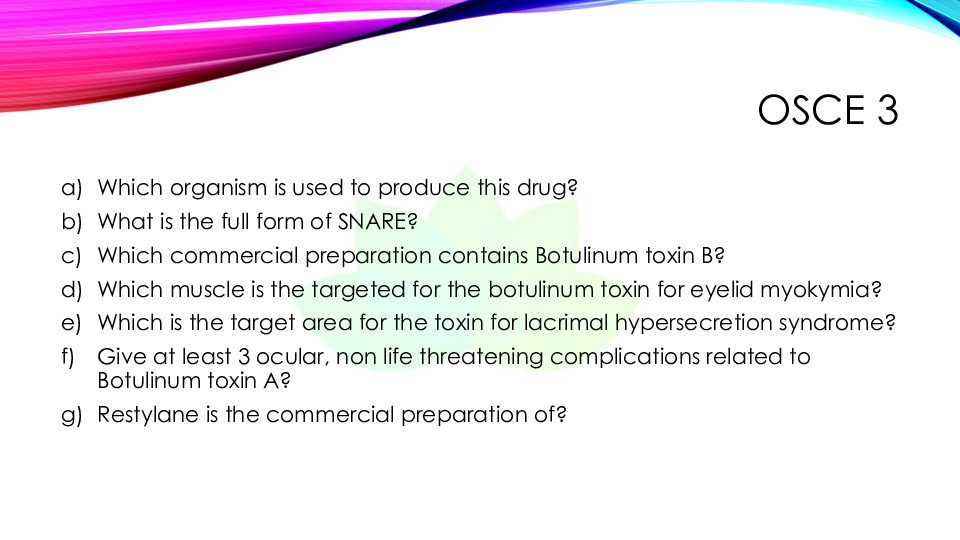 OSCE 3
a) Which organism is used to produce this drug?
b) What is the full form of SNARE?
c) Which commercial preparation contains Botulinum toxin B?
d) Which muscle is the targeted for the botulinum toxin for eyelid myokymia?
e) Which is the target area for the toxin for lacrimal hypersecretion syndrome?
f) Give at least 3 ocular, non life threatening complications related to
Botulinum toxin A?
g) Restylane is the commercial preparation of?